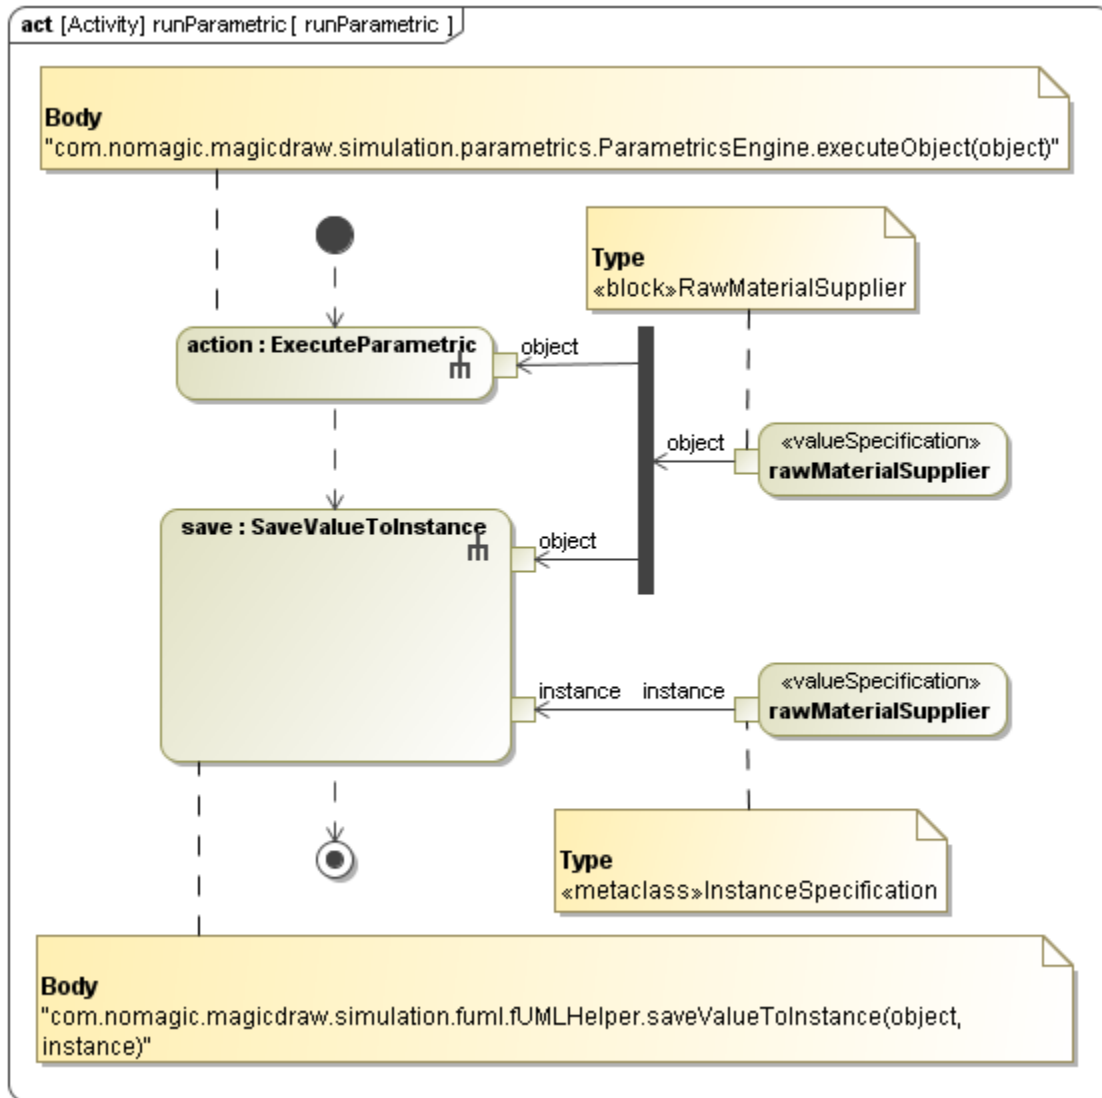 act [Activity] runParametric [ runParametric ]
Body
"com.nomagic.magicdraw.simulation.parametrics.ParametricsEngine.executeObject(object)"
Type
«block»RawMaterialSupplier
action : ExecuteParametric
object
object
«valueSpecification»
rawMaterialSupplier
save : SaveValueToInstance
object
instance instance
«valueSpecification»
rawMaterialSupplier
Type
«metaclass»InstanceSpecification
Body
"com.nomagic.magicdraw.simulation.fuml.fUMLHelper.saveValueToInstance(object,
instance)"